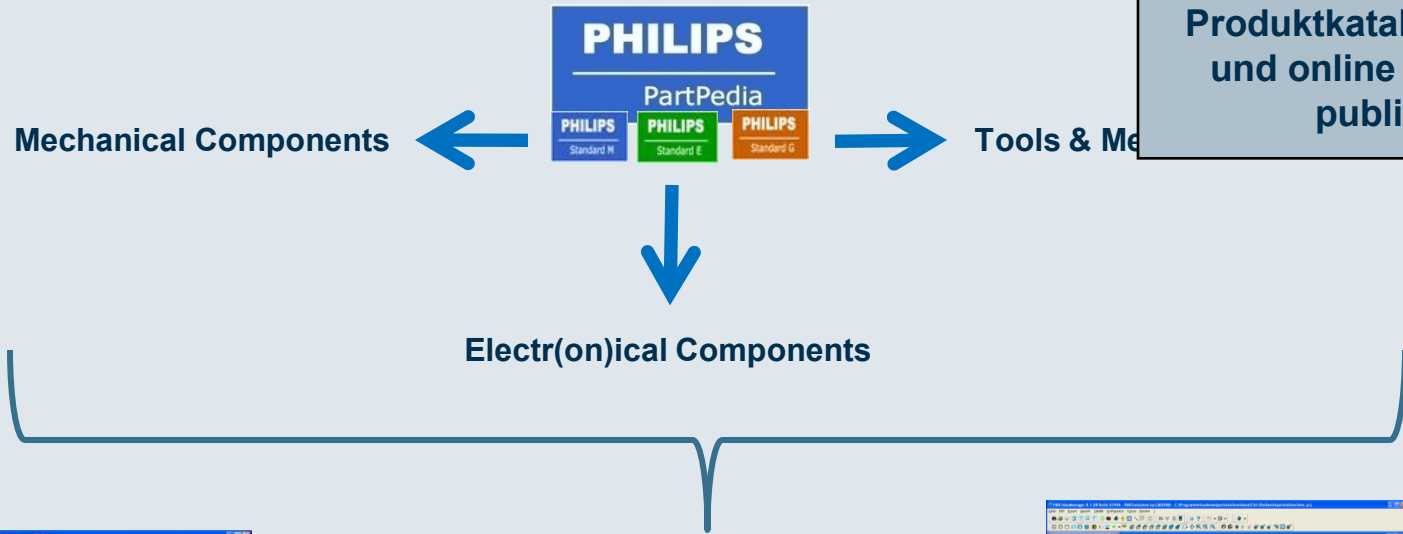 Produktkatal
und online
publi
PHILIPS
PartPedia
PHILIPS
Standard M
PHILIPS
Standard E
PHILIPS
Standard G
Mechanical Components
Tools & Me
Electr(on)ical Components